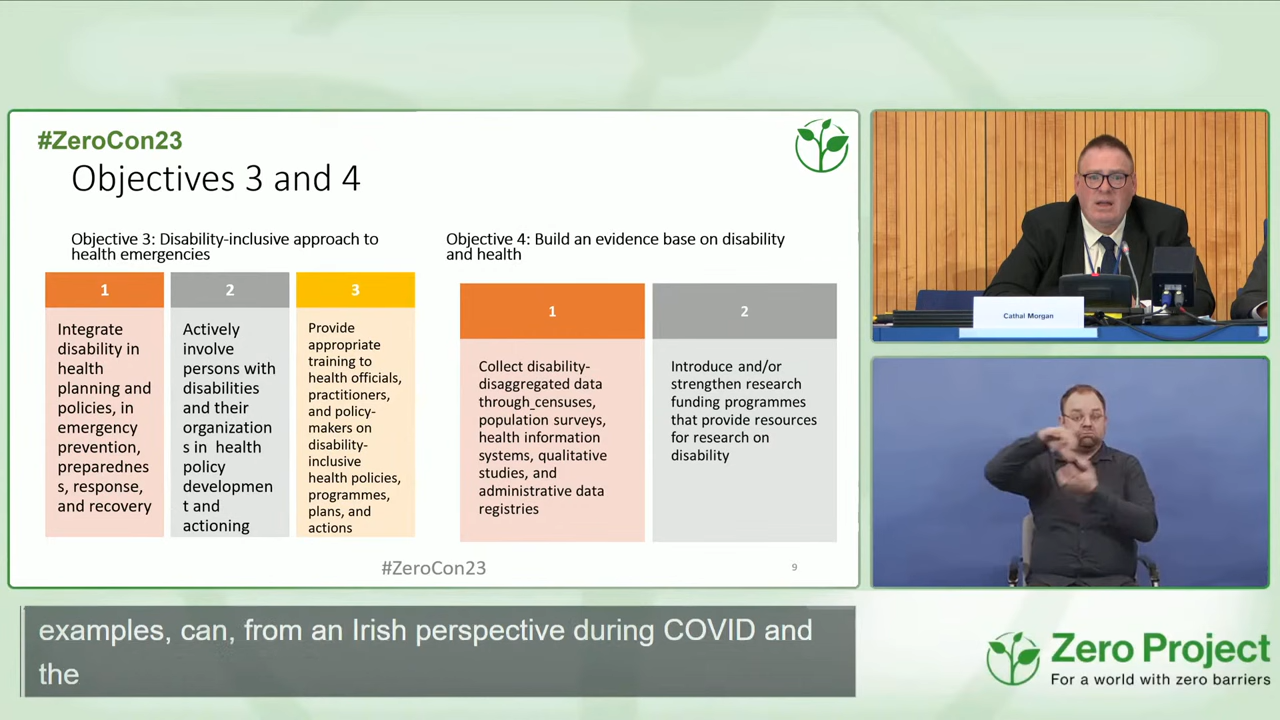 #ZeroCon23
Objectives 3 and 4
Objective 3: Disability-inclusive approach to
health emergencies
1
Integrate
disability in
health
planning and
policies, in
emergency
prevention,
preparednes
s, response,
and recovery
2
Actively
involve
persons with
disabilities
and their
organization
s in health
policy
developmen
t and
actioning
3
Provide
appropriate
training to
health officials,
practitioners,
and policy-
makers on
disability-
inclusive
health policies,
programmes,
plans, and
actions
Objective 4: Build an evidence base on disability
and health
1
Collect disability-
disaggregated data
through_censuses,
population surveys,
health information
systems, qualitative
studies, and
administrative data
registries
2
Introduce and/or
strengthen research
funding programmes
that provide resources
for research on
disability
#ZeroCon23
9
Cathal Morgan
examples, can, from an Irish perspective during COVID and
the
Zero Project
For a world with zero barriers